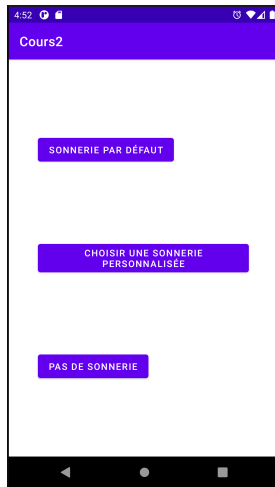 4:52
Cours2
SONNERIE PAR DÉFAUT
CHOISIR UNE SONNERIE
PERSONNALISÉE
PAS DE SONNERIE